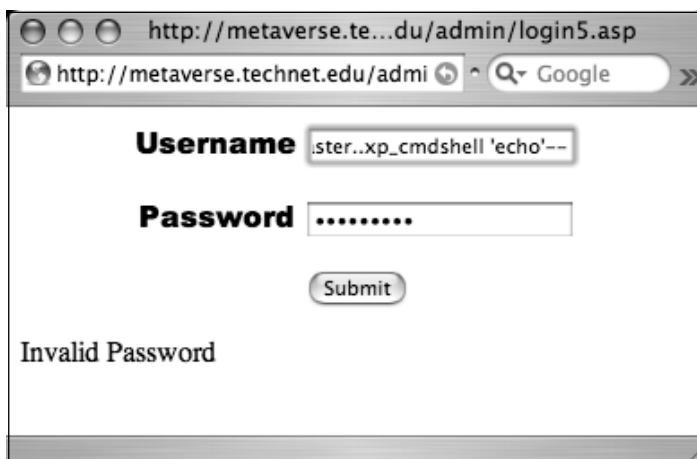 http://metaverse.te...du/admin/login5.asp
http://metaverse.technet.edu/admi
Google
Username
ster..xp_cmdshell 'echo'--
Password
•••••••••
Submit
Invalid Password